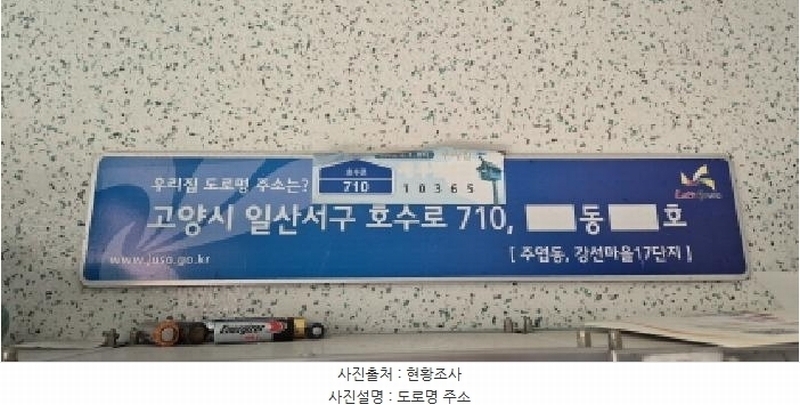 우리집 도로명 주소는?
호수로
710
10365
고양시 일산서구 호수로 710, 동 호
www.juso.go.kr
[ 주엽동, 강선마을17단지 ]
Energizer
사진출처 : 현황조사
사진설명 : 도로명 주소